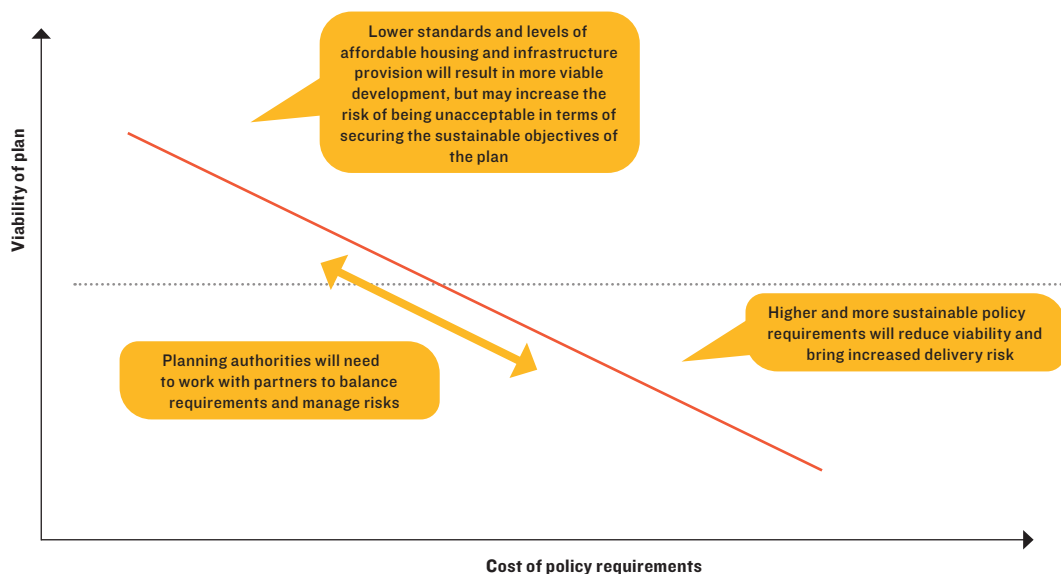 Lower standards and levels of
affordable housing and infrastructure
provision will result in more viable
development, but may increase the
risk of being unacceptable in terms of
securing the sustainable objectives of
the plan
Viability of plan
Higher and more sustainable policy
requirements will reduce viability and
bring increased delivery risk
Planning authorities will need
to work with partners to balance
requirements and manage risks
Cost of policy requirements